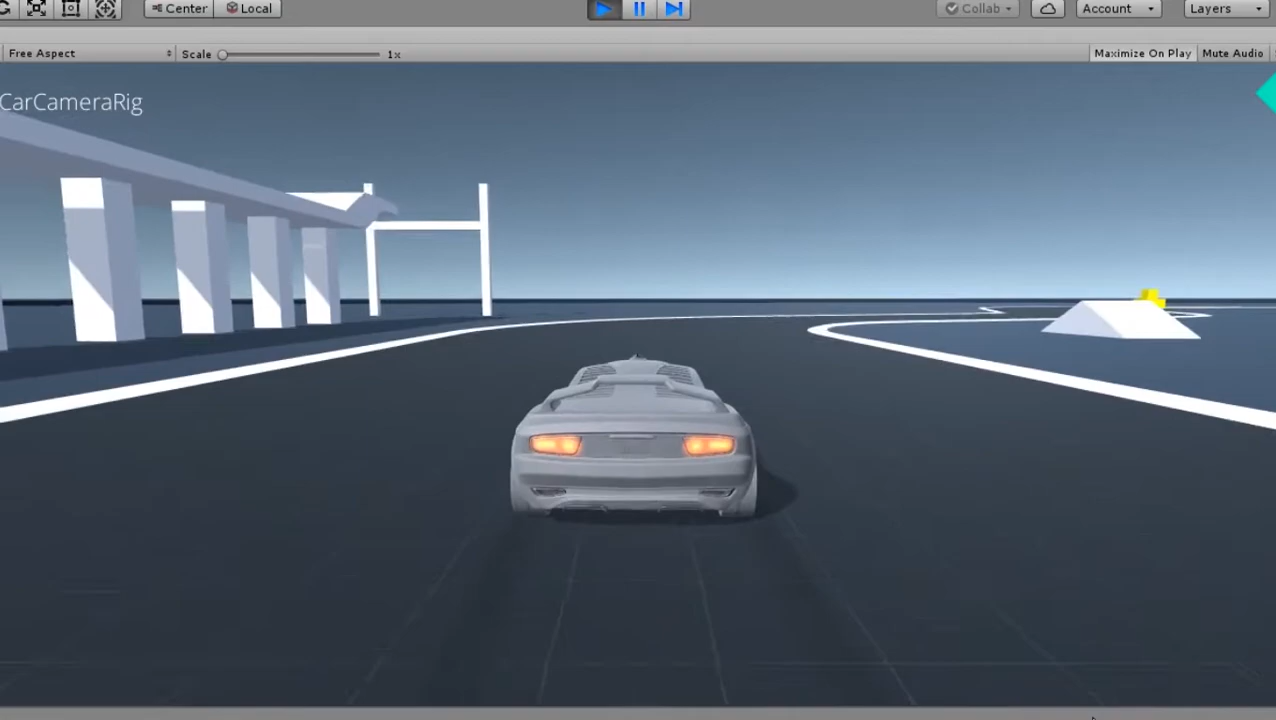 Center Local Collab Account Layers
Free Aspect Scale 1x Maximize On Play Mute Audio
CarCameraRig